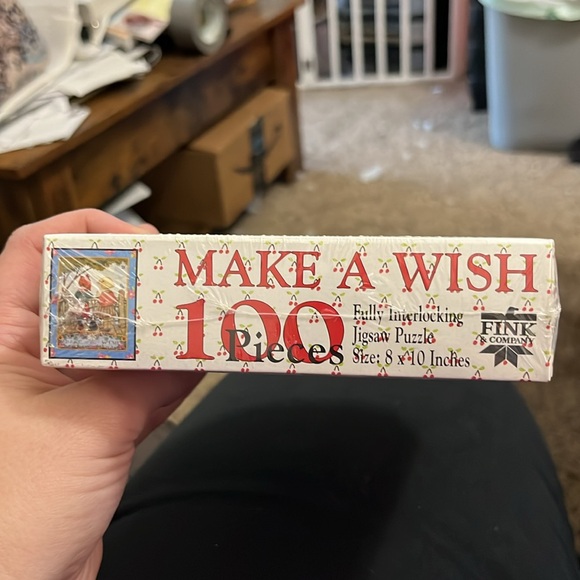 MAKE A WISH
100
Pieces
Fully Interlocking
Jigsaw Puzzle
Size: 8 x 10 Inches
FINK
& COMPANY